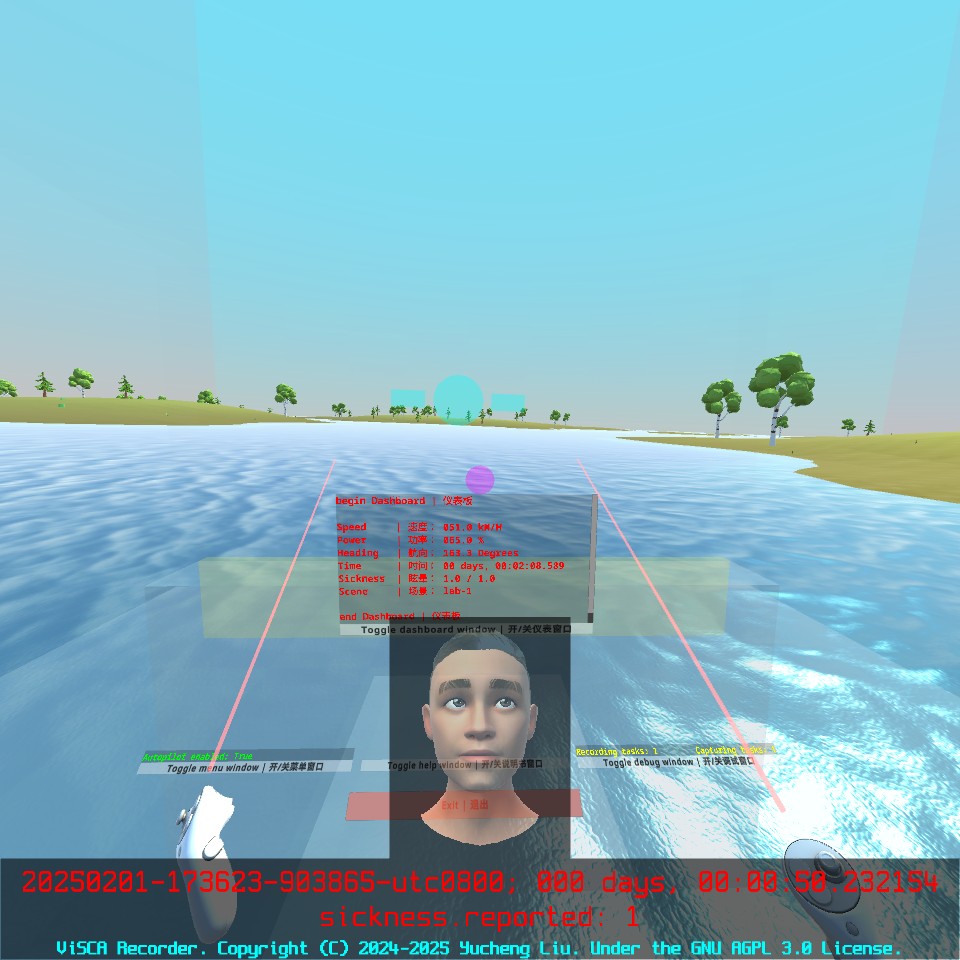 begin Dashboard | 仪表板
Speed | 速度: 051.0 kM/H
Power | 功率: 065.0 %
Heading | 航向: 163.3 Degrees
Time | 时间: 00 days, 00:02:08.589
Sickness | 眩晕: 1.0 / 1.0
Scene | 场景: lab-1
end Dashboard | 仪表板
Toggle dashboard window | 开/关仪表窗口
Autopilot enabled: True
Toggle menu window | 开/关菜单窗口
Toggle help window | 开/关说明书窗口
Recording tasks: 1 Capturing tasks: 1
Toggle debug window | 开/关调试窗口
Exit | 退出
20250201-173623-903865-utc0800; 000 days, 00:00:50.232154
sickness.reported: 1
ViSCA Recorder. Copyright (C) 2024-2025 Yucheng Liu. Under the GNU AGPL 3.0 License.